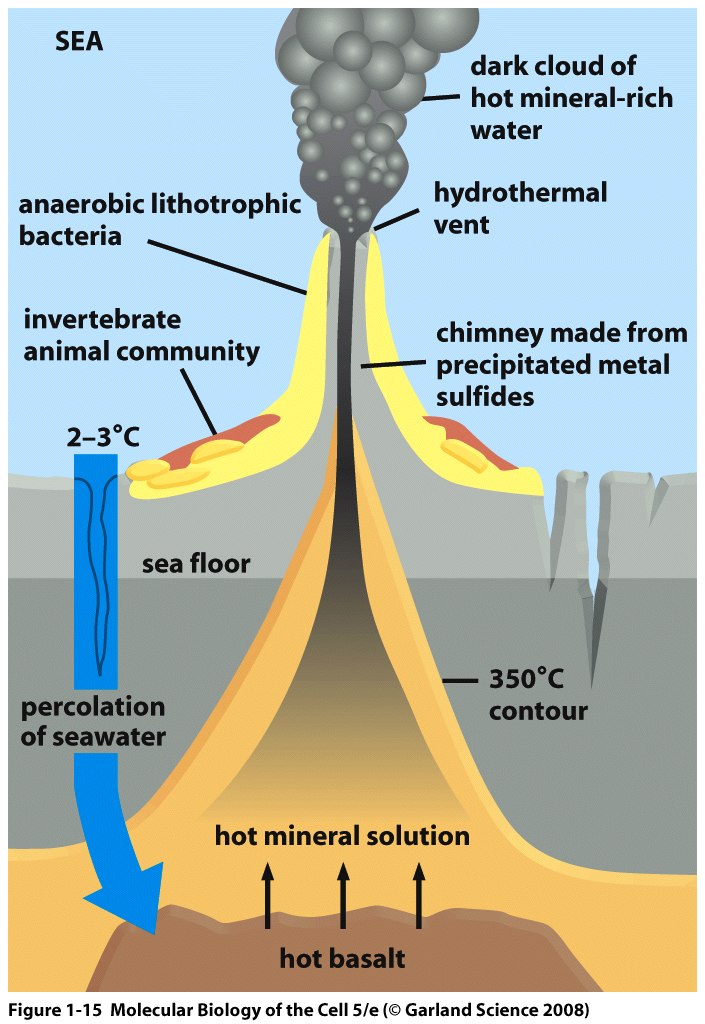 SEA
dark cloud of
hot mineral-rich
water
hydrothermal
vent
anaerobic lithotrophic
bacteria
invertebrate
animal community
chimney made from
precipitated metal
sulfides
2–3°C
sea floor
350°C
contour
percolation
of seawater
hot mineral solution
hot basalt
Figure 1-15 Molecular Biology of the Cell 5/e (© Garland Science 2008)